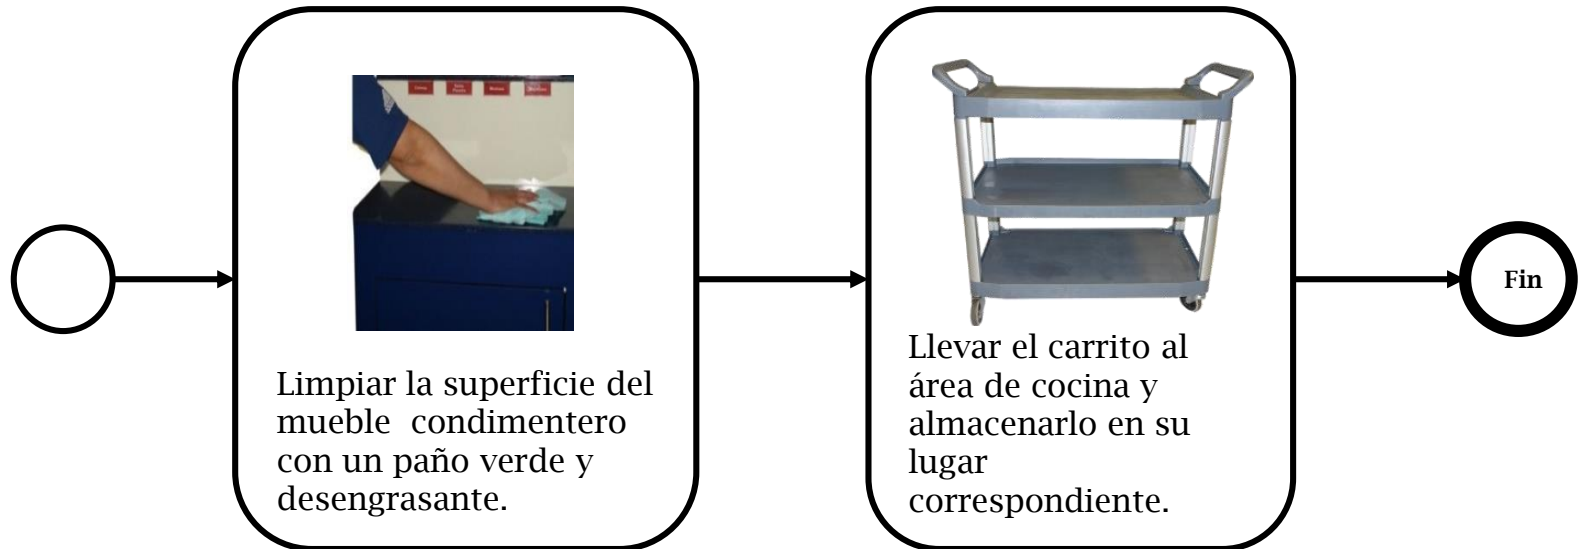 Limpiar la superficie del
mueble  condimentero
con un paño verde y
desengrasante.
Llevar el carrito al
área de cocina y
almacenarlo en su
lugar
correspondiente.
Fin